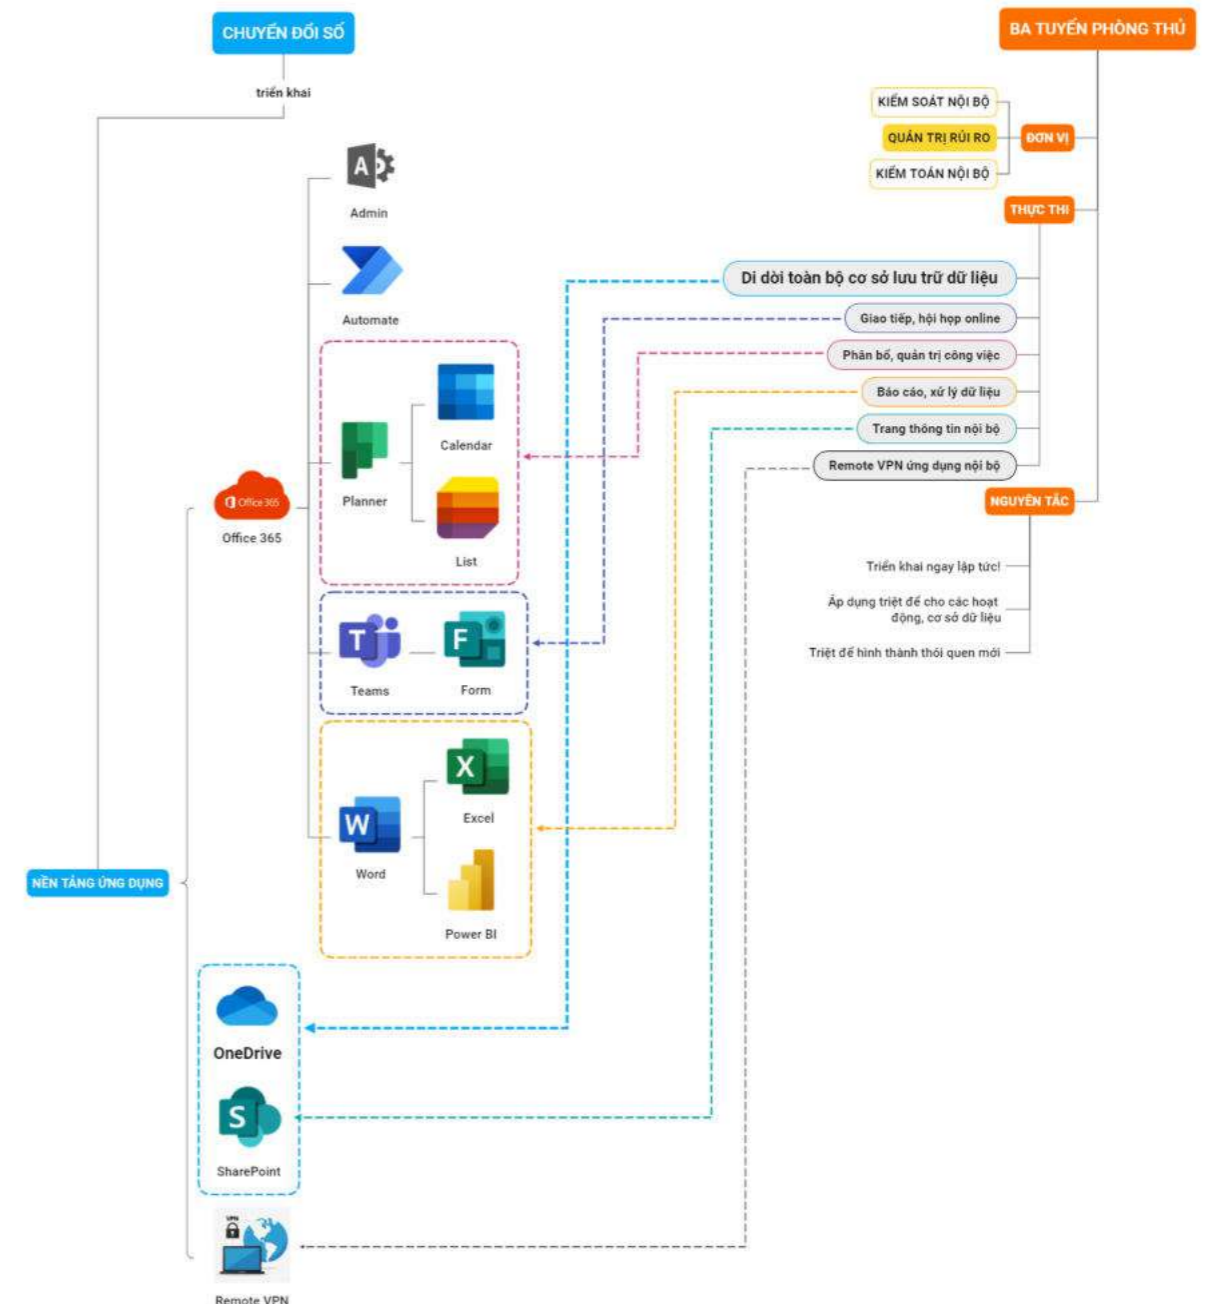 CHUYỂN ĐỔI SỐ
triển khai
NỀN TẢNG ỨNG DỤNG
Office 365
Office 365
Admin
Automate
Planner
Calendar
List
T
Teams
F
Form
W
Word
X
Excel
Power BI
OneDrive
S
SharePoint
VPN
Remote VPN
BA TUYẾN PHÒNG THỦ
ĐƠN VỊ
KIỂM SOÁT NỘI BỘ
QUẢN TRỊ RỦI RO
KIỂM TOÁN NỘI BỘ
THỰC THI
Di dời toàn bộ cơ sở lưu trữ dữ liệu
Giao tiếp, hội họp online
Phân bổ, quản trị công việc
Báo cáo, xử lý dữ liệu
Trang thông tin nội bộ
Remote VPN ứng dụng nội bộ
NGUYÊN TẮC
Triển khai ngay lập tức!
Áp dụng triệt để cho các hoạt
động, cơ sở dữ liệu
Triệt để hình thành thói quen mới